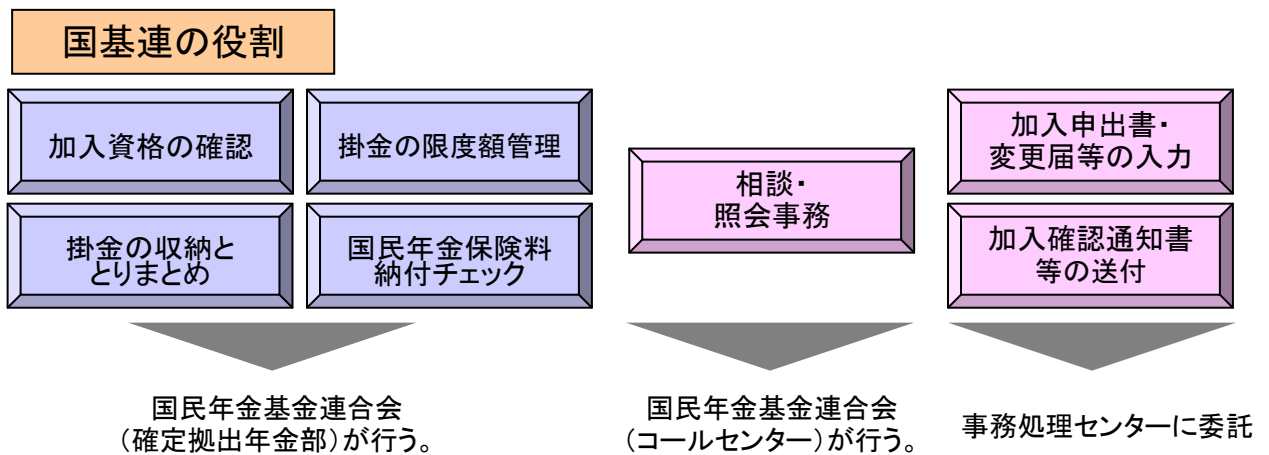 国基連の役割
加入資格の確認
掛金の限度額管理
掛金の収納と
とりまとめ
国民年金保険料
納付チェック
相談・
照会事務
加入申出書・
変更届等の入力
加入確認通知書
等の送付
国民年金基金連合会
（確定拠出年金部）が行う。
国民年金基金連合会
（コールセンター）が行う。
事務処理センターに委託